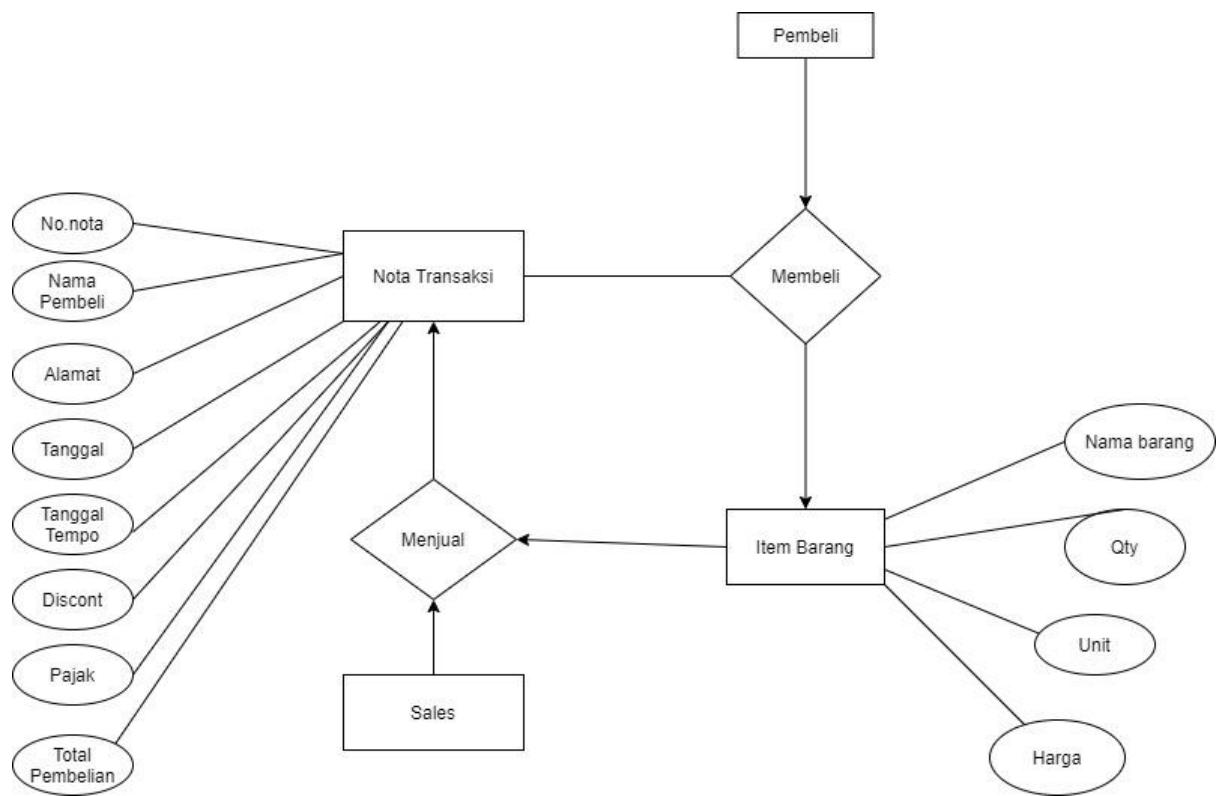 Pembeli
No.nota
Nama
Pembeli
Nota Transaksi
Membeli
Alamat
Tanggal
Nama barang
Tanggal
Tempo
Menjual
Item Barang
Qty
Discont
Unit
Pajak
Sales
Total
Pembelian
Harga